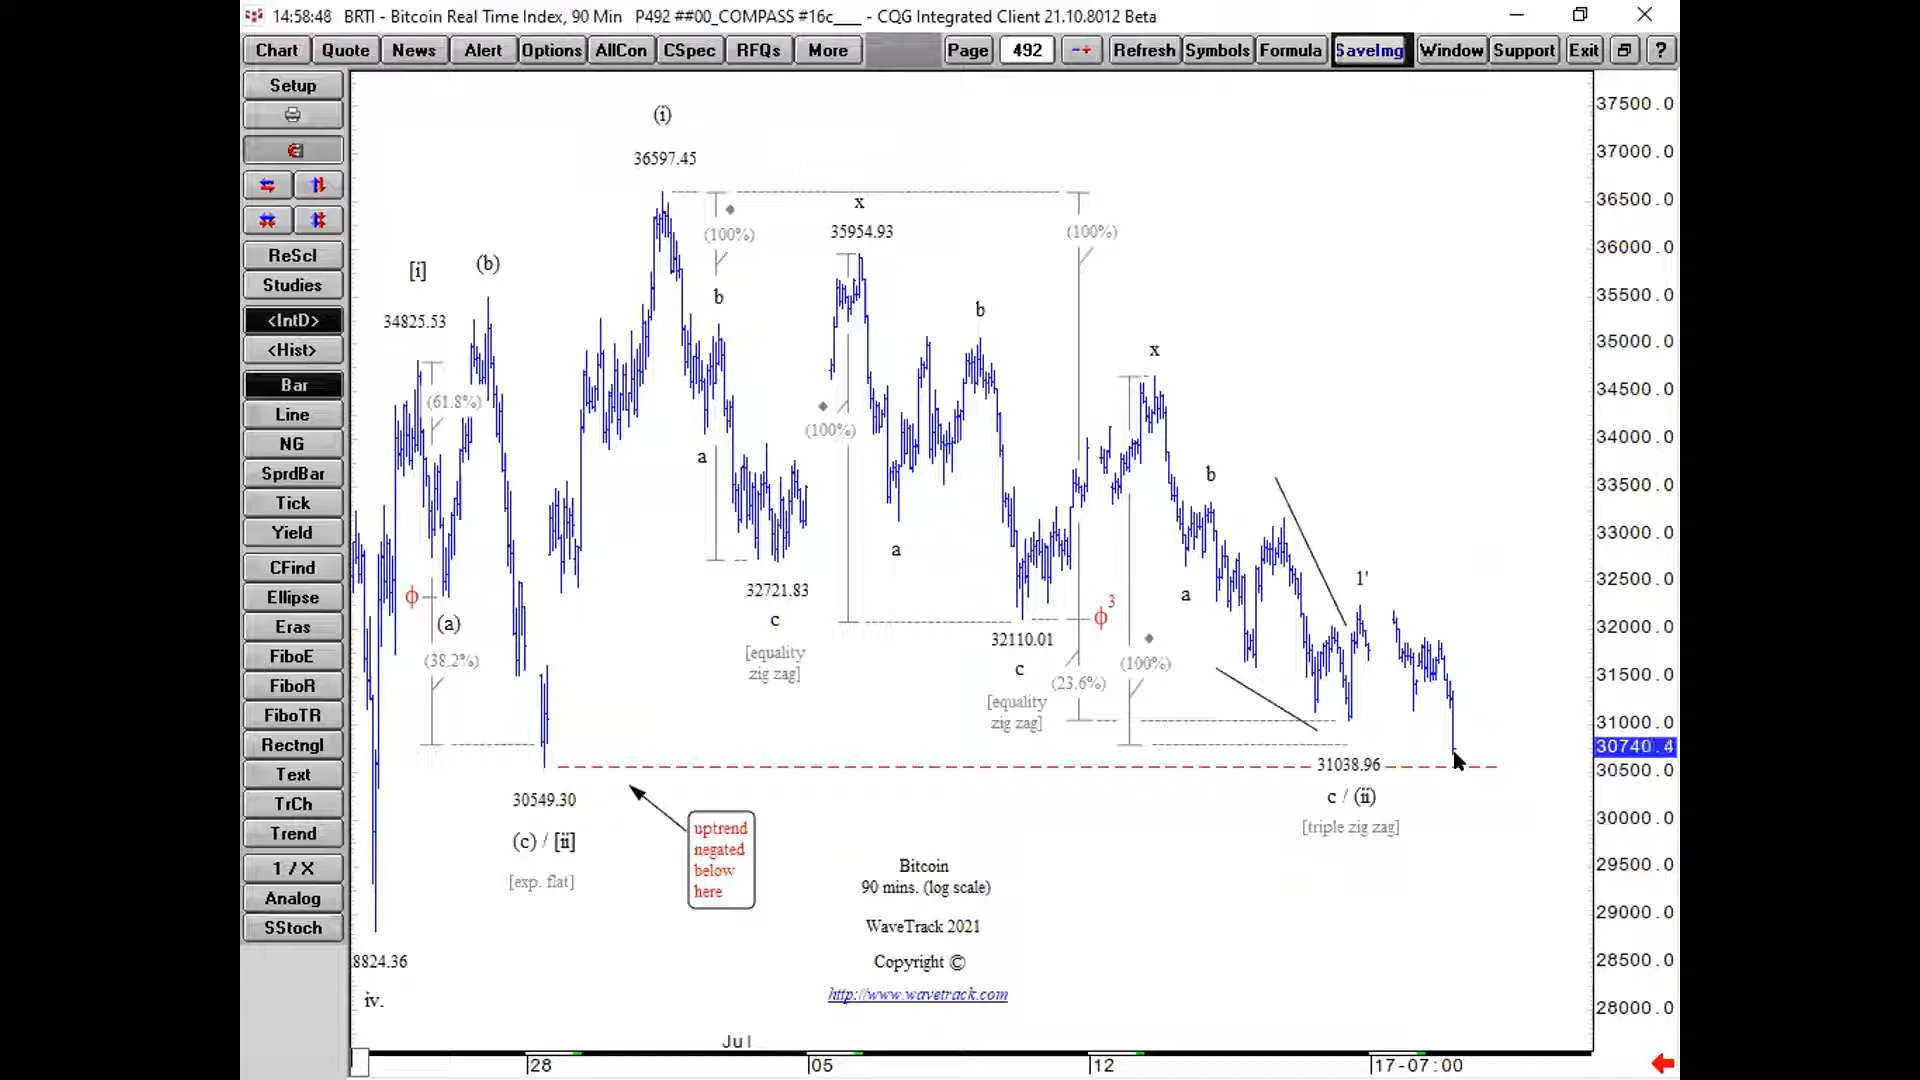 14:58:48 BRTI - Bitcoin Real Time Index, 90 Min P492 ##00_COMPASS #16c___ - CQG Integrated Client 21.10.8012 Beta
Chart Quote News Alert Options AllCon CSpec RFQs More Page 492 -+ Refresh Symbols Formula SaveImg Window Support Exit ?
Setup
ReScl
Studies
<IntD>
<Hist>
Bar
Line
NG
SprdBar
Tick
Yield
CFind
Ellipse
Eras
FiboE
FiboR
FiboTR
Rectngl
Text
TrCh
Trend
1 / X
Analog
SStoch
(i)
36597.45
x
35954.93
(100%)
(100%)
[i]
(b)
34825.53
b
b
x
(61.8%)
(100%)
a
b
a
ϕ
(a)
(38.2%)
32721.83
c
[equality
zig zag]
32110.01
c
[equality
zig zag]
ϕ3
(23.6%)
(100%)
a
1'
30549.30
(c) / [ii]
[exp. flat]
uptrend
negated
below
here
31038.96
c / (ii)
[triple zig zag]
Bitcoin
90 mins. (log scale)
WaveTrack 2021
Copyright ©
http://www.wavetrack.com
8824.36
iv.
37500.0
37000.0
36500.0
36000.0
35500.0
35000.0
34500.0
34000.0
33500.0
33000.0
32500.0
32000.0
31500.0
31000.0
30740.4
30500.0
30000.0
29500.0
29000.0
28500.0
28000.0
Jul
28 05 12 17-07:00